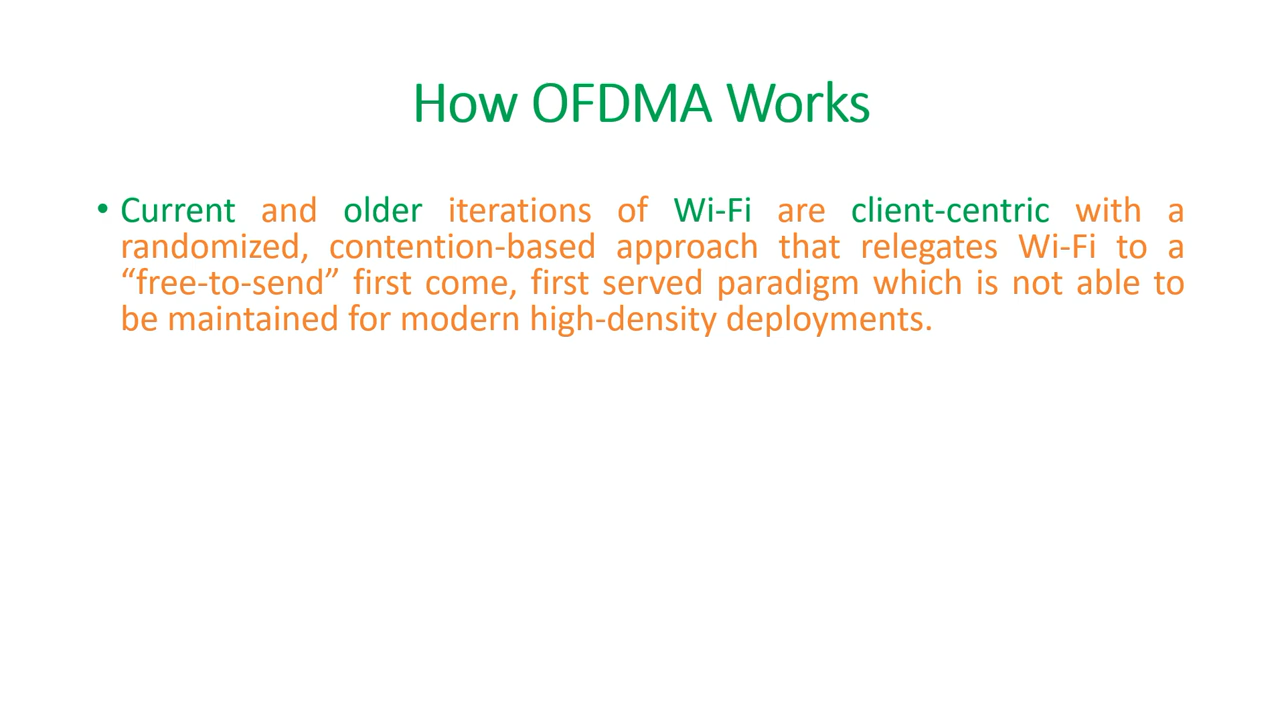 How OFDMA Works
• Current and older iterations of Wi-Fi are client-centric with a
randomized, contention-based approach that relegates Wi-Fi to a
“free-to-send” first come, first served paradigm which is not able to
be maintained for modern high-density deployments.